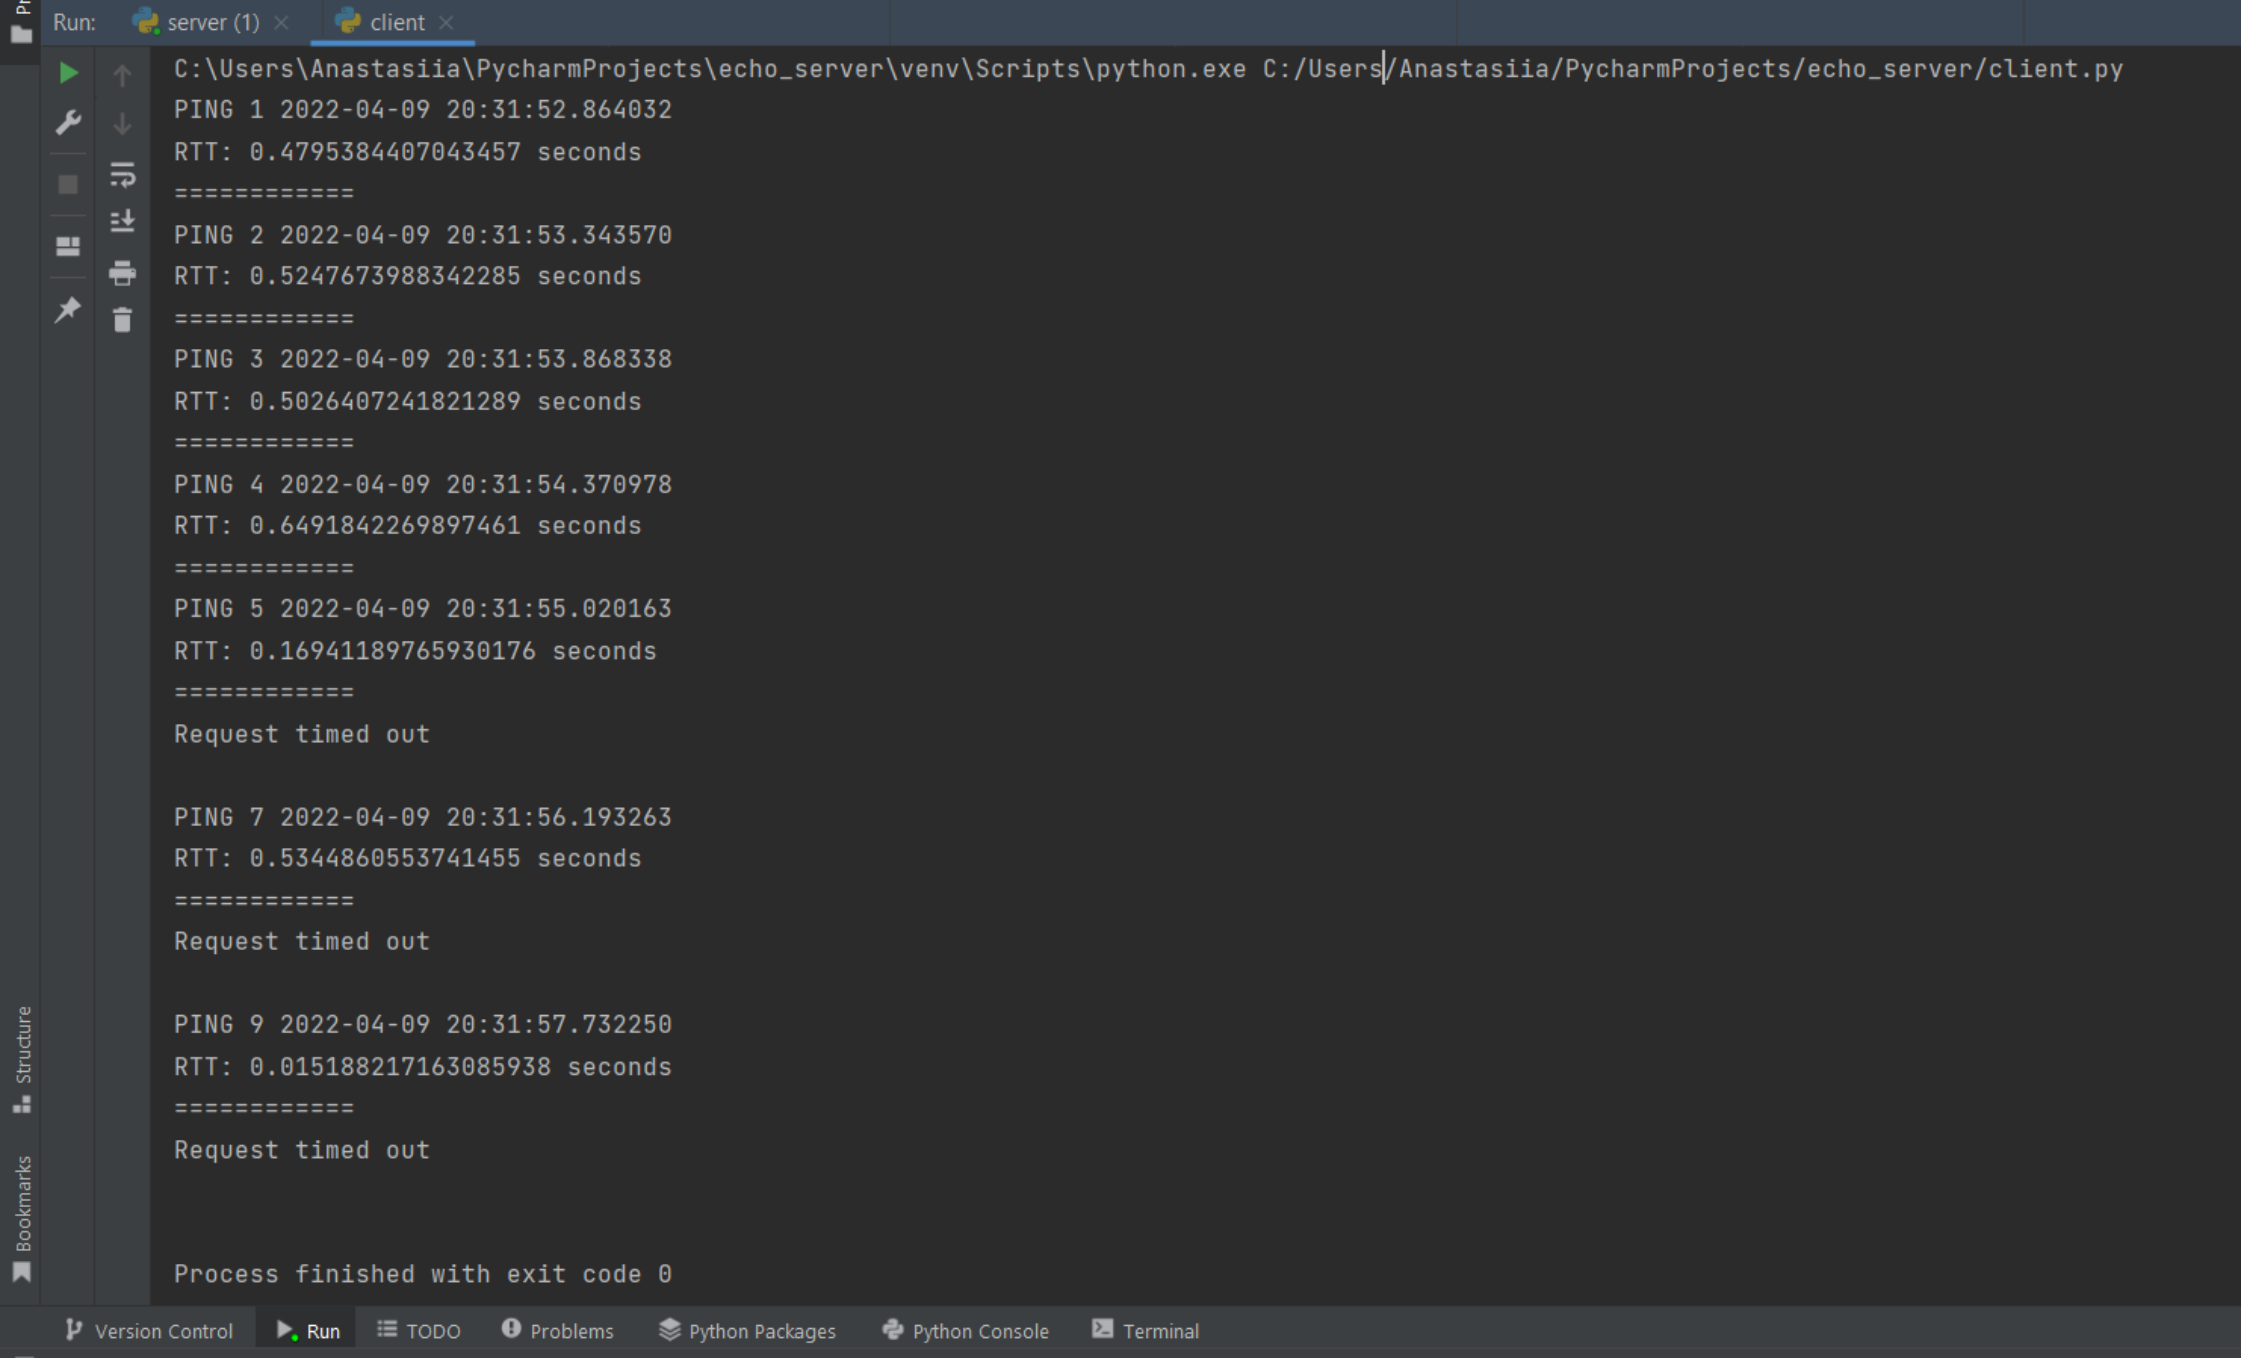 Pr
Run:
server (1)
client
C:\Users\Anastasiia\PycharmProjects\echo_server\venv\Scripts\python.exe C:/Users/Anastasiia/PycharmProjects/echo_server/client.py
PING 1 2022-04-09 20:31:52.864032
RTT: 0.4795384407043457 seconds
============
PING 2 2022-04-09 20:31:53.343570
RTT: 0.5247673988342285 seconds
============
PING 3 2022-04-09 20:31:53.868338
RTT: 0.5026407241821289 seconds
============
PING 4 2022-04-09 20:31:54.370978
RTT: 0.6491842269897461 seconds
============
PING 5 2022-04-09 20:31:55.020163
RTT: 0.16941189765930176 seconds
============
Request timed out
PING 7 2022-04-09 20:31:56.193263
RTT: 0.5344860553741455 seconds
============
Request timed out
PING 9 2022-04-09 20:31:57.732250
RTT: 0.015188217163085938 seconds
============
Request timed out
Process finished with exit code 0
Structure
Bookmarks
Version Control
Run
TODO
Problems
Python Packages
Python Console
Terminal